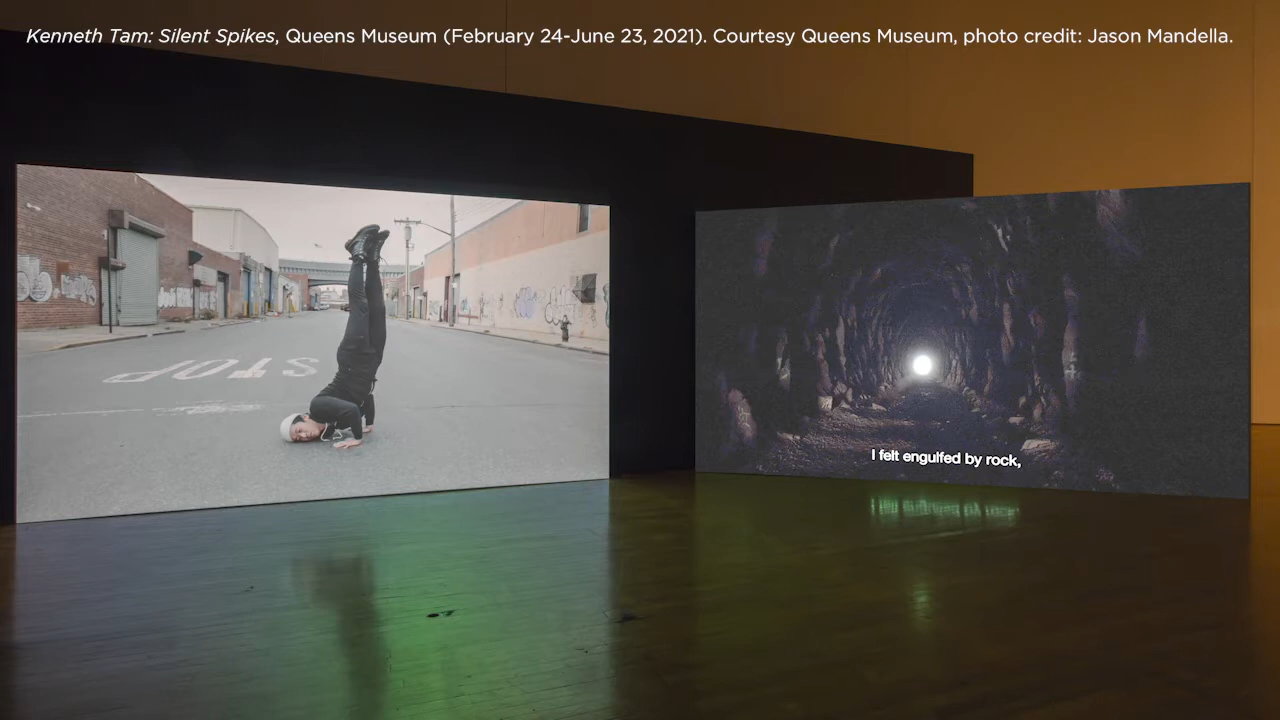 Kenneth Tam: Silent Spikes, Queens Museum (February 24-June 23, 2021). Courtesy Queens Museum, photo credit: Jason Mandella.
STOP
I felt engulfed by rock,